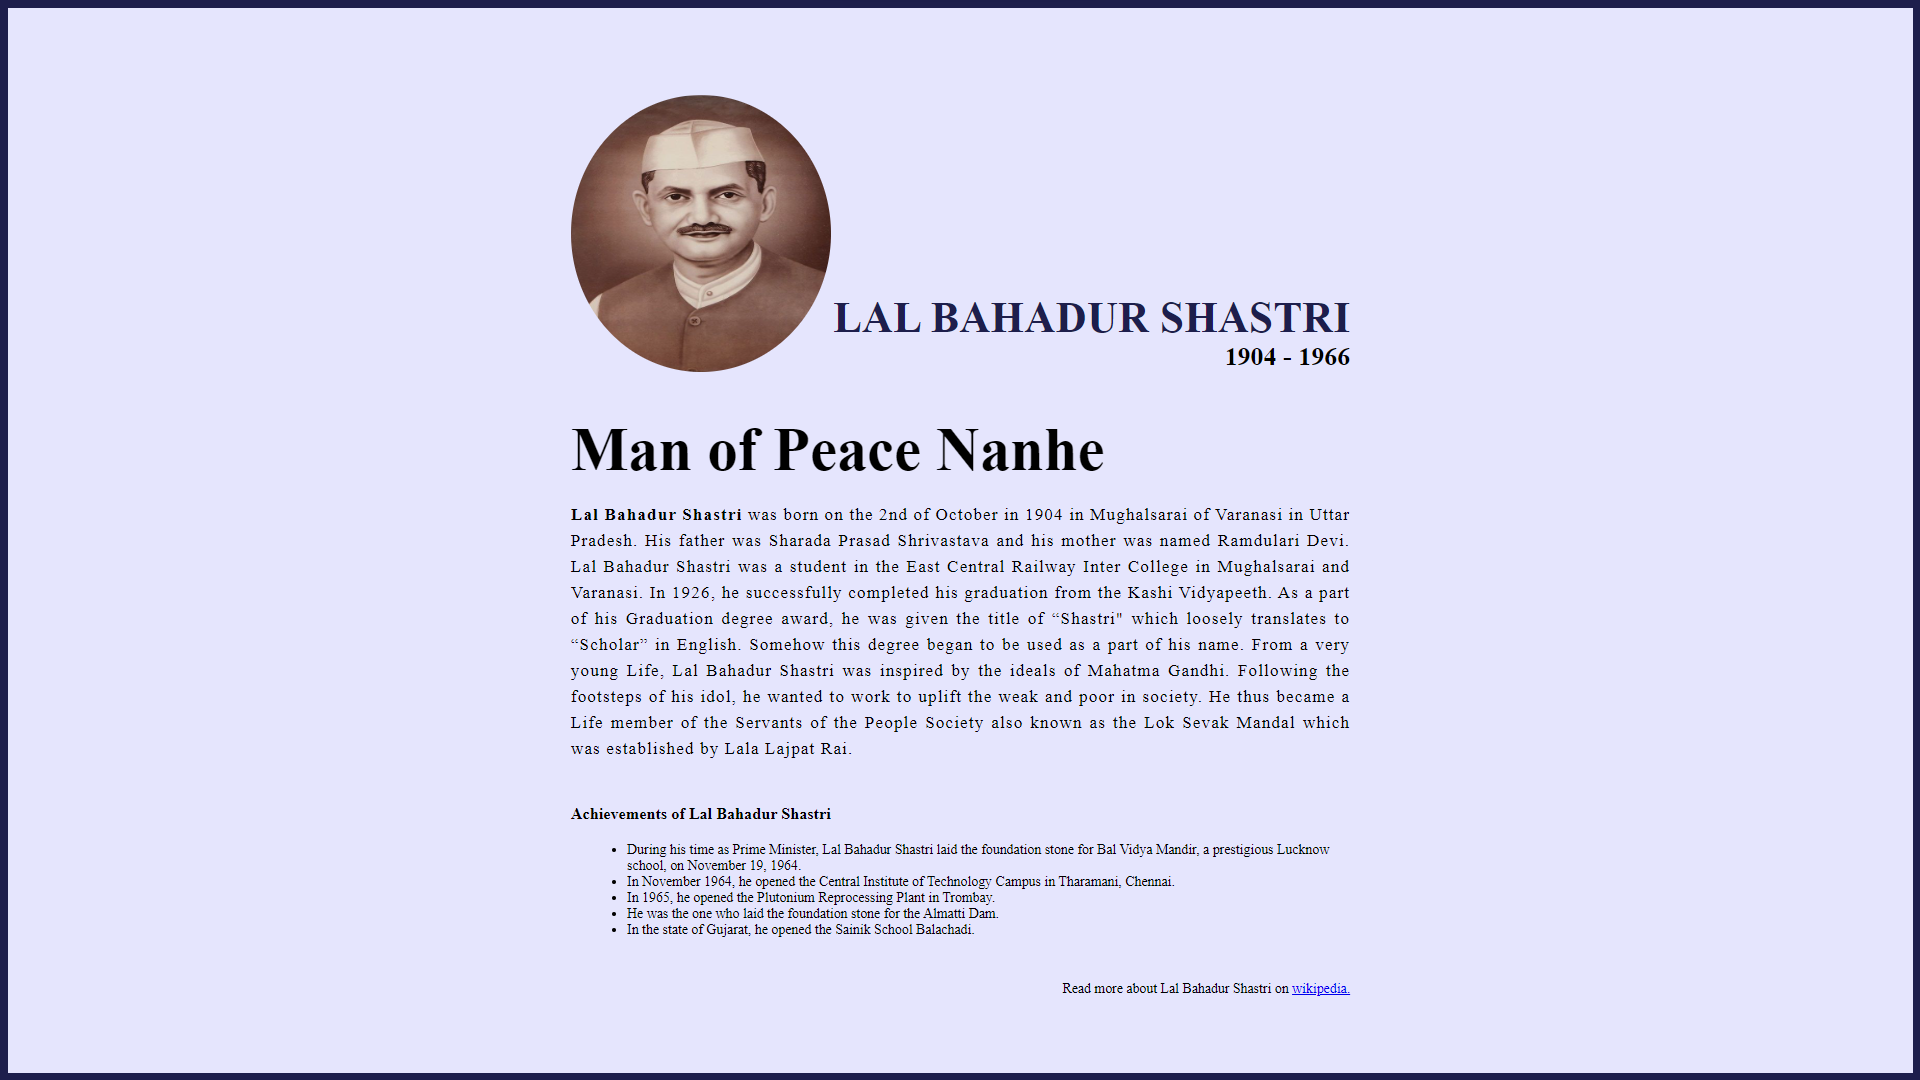 LAL BAHADUR SHASTRI
1904 - 1966
Man of Peace Nanhe
Lal Bahadur Shastri was born on the 2nd of October in 1904 in Mughalsarai of Varanasi in Uttar
Pradesh. His father was Sharada Prasad Shrivastava and his mother was named Ramdulari Devi.
Lal Bahadur Shastri was a student in the East Central Railway Inter College in Mughalsarai and
Varanasi. In 1926, he successfully completed his graduation from the Kashi Vidyapeeth. As a part
of his Graduation degree award, he was given the title of “Shastri" which loosely translates to
“Scholar” in English. Somehow this degree began to be used as a part of his name. From a very
young Life, Lal Bahadur Shastri was inspired by the ideals of Mahatma Gandhi. Following the
footsteps of his idol, he wanted to work to uplift the weak and poor in society. He thus became a
Life member of the Servants of the People Society also known as the Lok Sevak Mandal which
was established by Lala Lajpat Rai.
Achievements of Lal Bahadur Shastri
• During his time as Prime Minister, Lal Bahadur Shastri laid the foundation stone for Bal Vidya Mandir, a prestigious Lucknow
school, on November 19, 1964.
• In November 1964, he opened the Central Institute of Technology Campus in Tharamani, Chennai.
• In 1965, he opened the Plutonium Reprocessing Plant in Trombay.
• He was the one who laid the foundation stone for the Almatti Dam.
• In the state of Gujarat, he opened the Sainik School Balachadi.
Read more about Lal Bahadur Shastri on wikipedia.